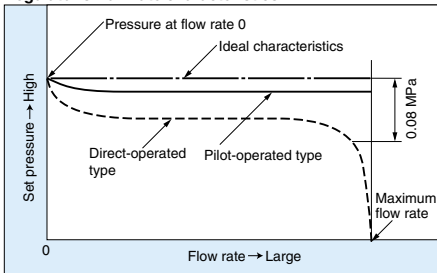 Pressure at flow rate 0
Ideal characteristics
Set pressure→High
0.08 MPa
Direct-operated
type
Pilot-operated type
Maximum
flow rate
0
Flow rate→Large